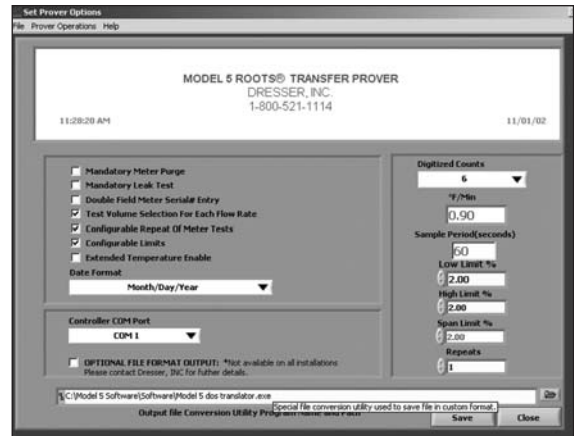 Set Prover Options
File Prover Operations Help
MODEL 5 ROOTS® TRANSFER PROVER
DRESSER, INC.
1-800-521-1114
11:28:20 AM
11/01/02
Mandatory Meter Purge
Mandatory Leak Test
Double Field Meter Serial# Entry
Test Volume Selection For Each Flow Rate
Configurable Repeat Of Meter Tests
Configurable Limits
Extended Temperature Enable
Date Format
Month/Day/Year
Controller COM Port
COM 1
OPTIONAL FILE FORMAT OUTPUT: *Not available on all installations
Please contact Dresser, INC for futher details.
Digitized Counts
6
°F/Min
0.90
Sample Period(seconds)
60
Low Limit %
2.00
High Limit %
2.00
Span Limit %
2.00
Repeats
1
C:\Model 5 Software\Software\Model 5 dos translator.exe
Special file conversion utility used to save file in custom format.
Output file Conversion Utility Program Name and Path
Save
Close